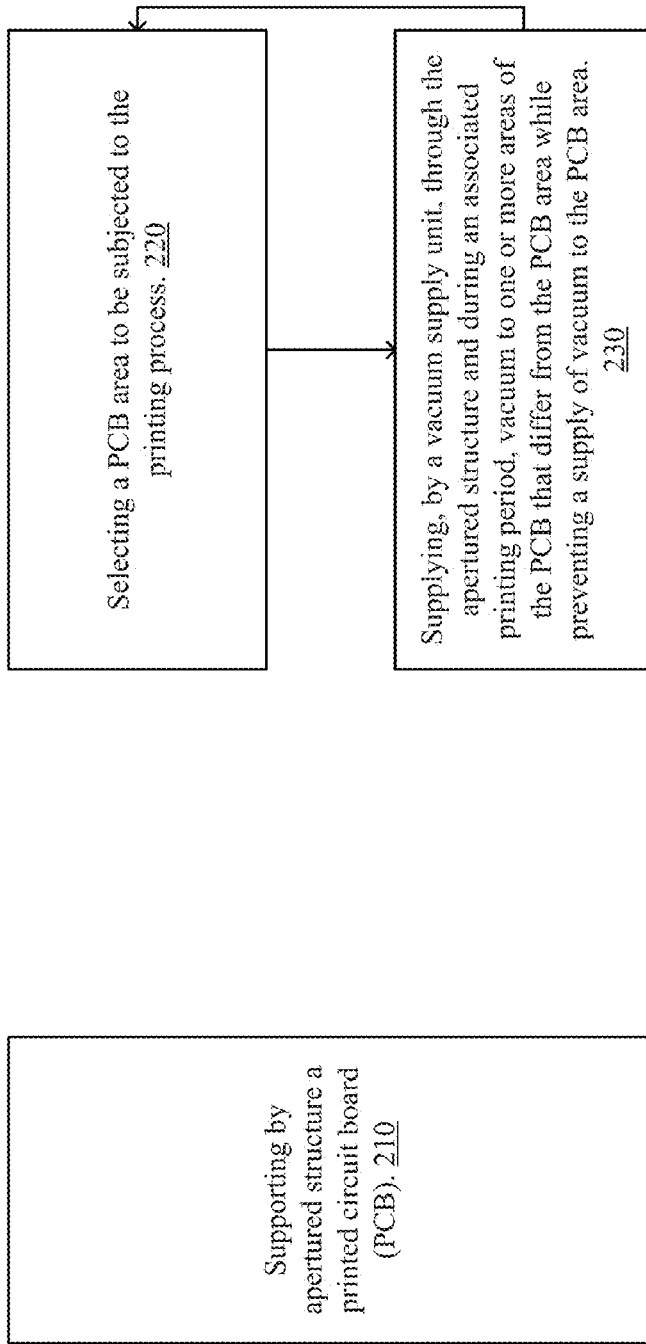 Supporting by
apertured structure a
printed circuit board
(PCB). 210
Selecting a PCB area to be subjected to the
printing process. 220
Supplying, by a vacuum supply unit, through the
apertured structure and during an associated
printing period, vacuum to one or more areas of
the PCB that differ from the PCB area while
preventing a supply of vacuum to the PCB area.
230